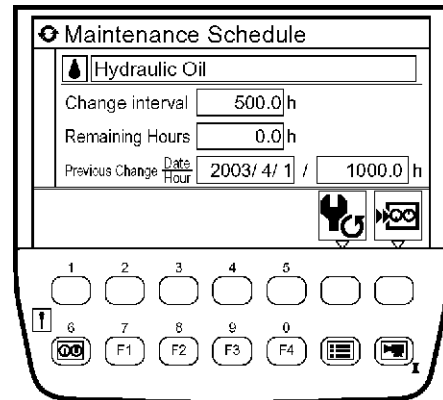 Maintenance Schedule
Hydraulic Oil
Change interval 500.0 h
Remaining Hours 0.0 h
Previous Change Date/Hour 2003/ 4/ 1 / 1000.0 h
1 2 3 4 5
6 7 8 9 0
F1 F2 F3 F4
I